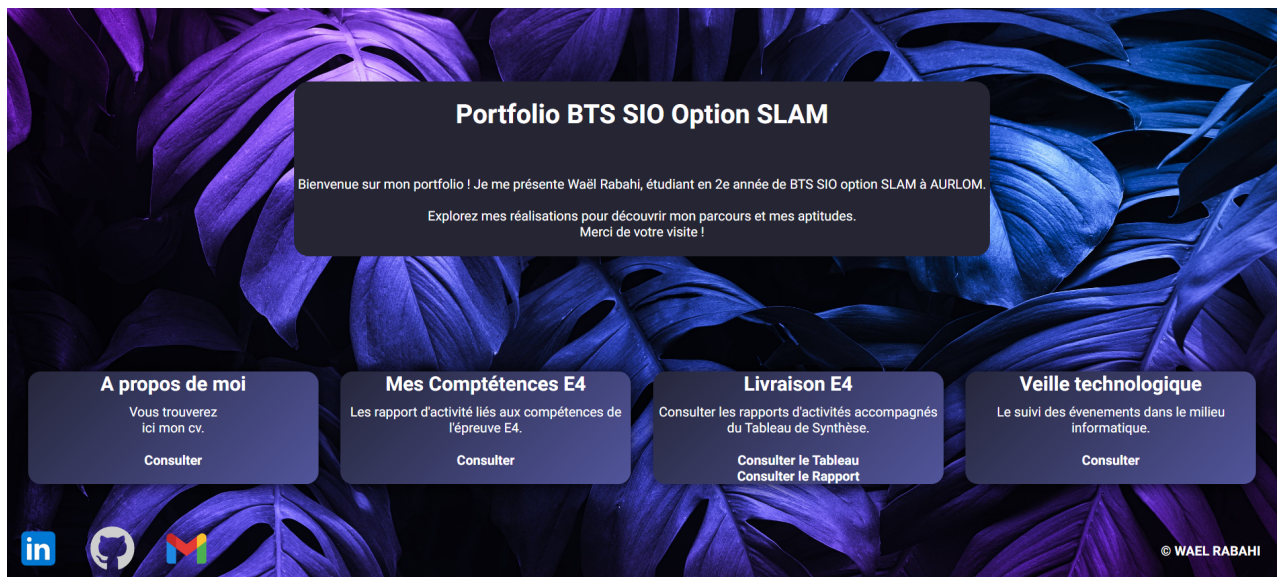 Portfolio BTS SIO Option SLAM
Bienvenue sur mon portfolio ! Je me présente Waël Rabahi, étudiant en 2e année de BTS SIO option SLAM à AURLOM.
Explorez mes réalisations pour découvrir mon parcours et mes aptitudes.
Merci de votre visite !
A propos de moi
Vous trouverez
ici mon cv.
Consulter
Mes Comptétences E4
Les rapport d'activité liés aux compétences de
l'épreuve E4.
Consulter
Livraison E4
Consulter les rapports d'activités accompagnés
du Tableau de Synthèse.
Consulter le Tableau
Consulter le Rapport
Veille technologique
Le suivi des évenements dans le milieu
informatique.
Consulter
in
© WAEL RABAHI